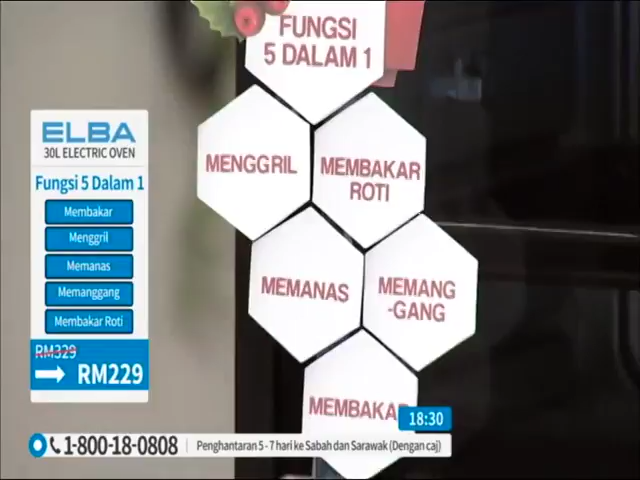 FUNGSI
5 DALAM 1
MENGGRIL
MEMBAKAR
ROTI
MEMANAS
MEMANG
-GANG
MEMBAKAR
ELBA
30L ELECTRIC OVEN
Fungsi 5 Dalam 1
Membakar
Menggril
Memanas
Memanggang
Membakar Roti
RM329
RM229
18:30
1-800-18-0808
Penghantaran 5 - 7 hari ke Sabah dan Sarawak (Dengan caj)